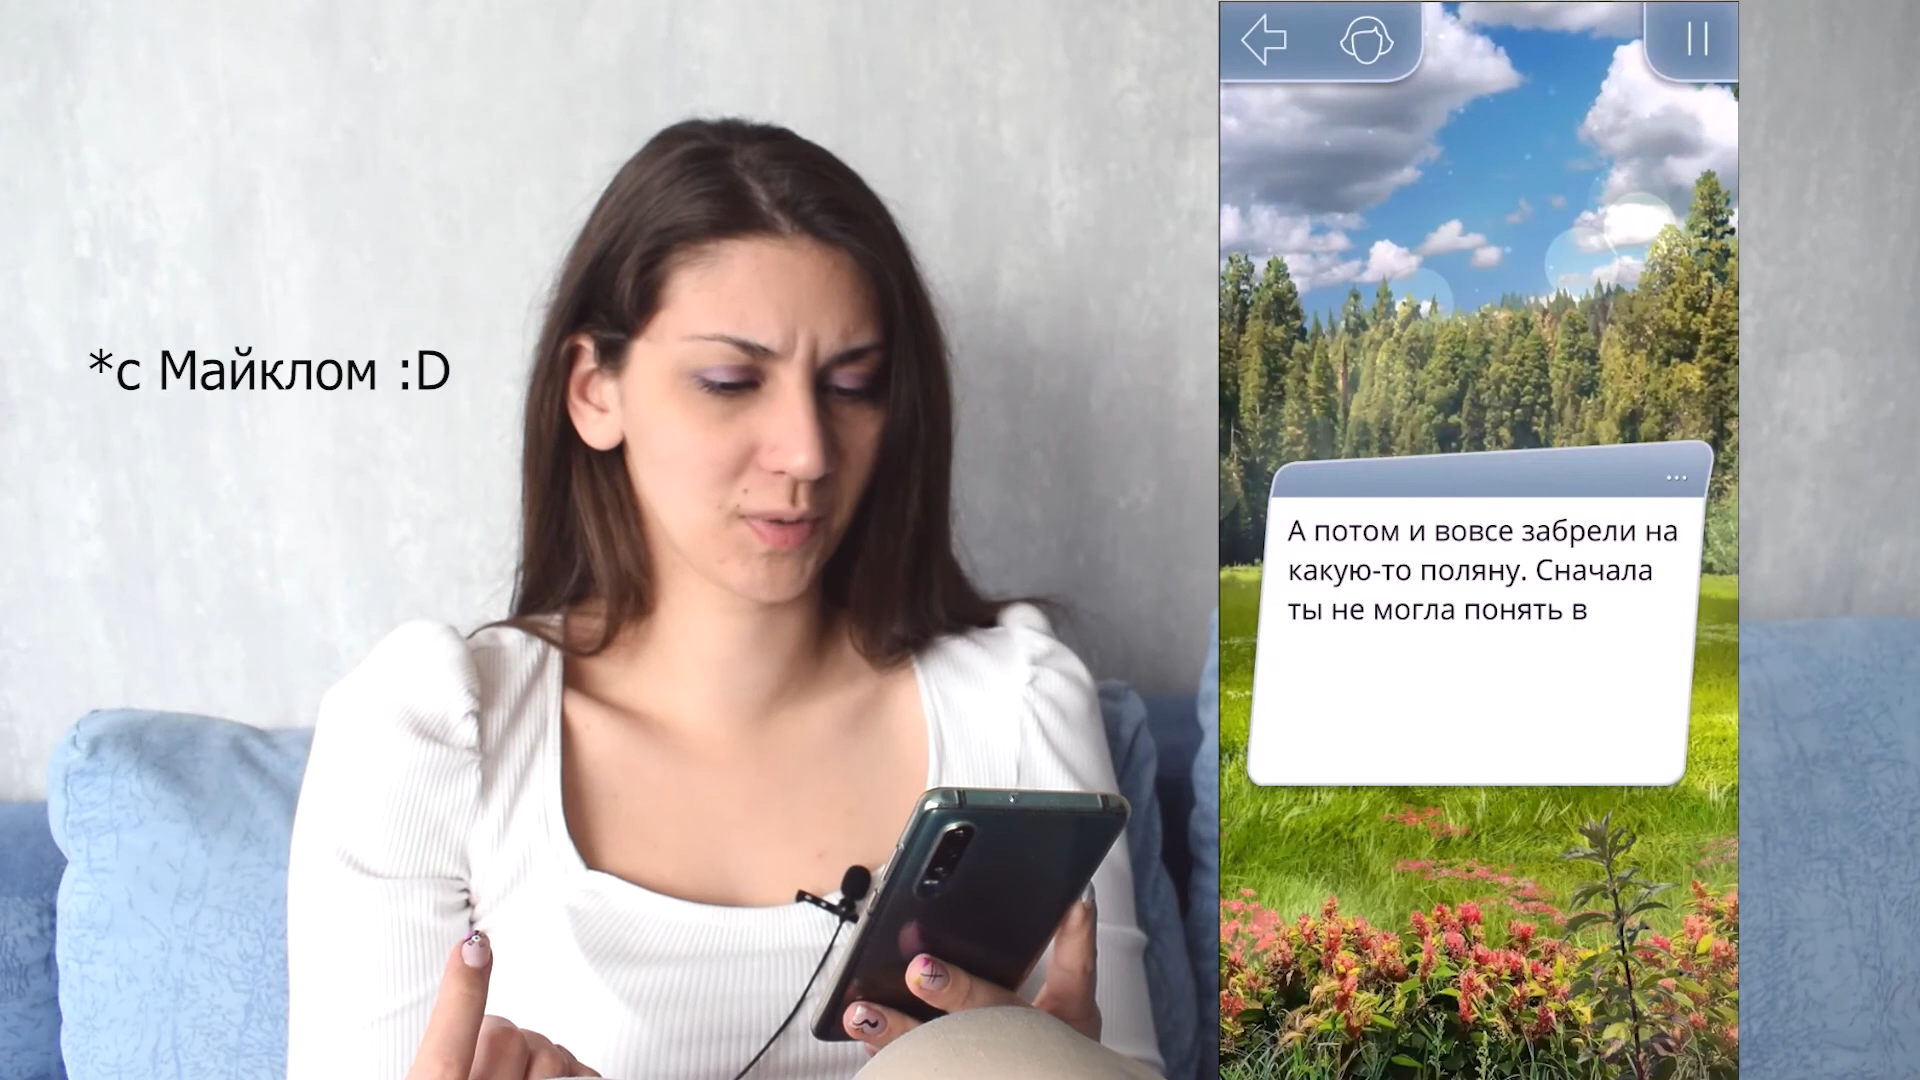 *с Майклом :D
А потом и вовсе забрели на
какую-то поляну. Сначала
ты не могла понять в